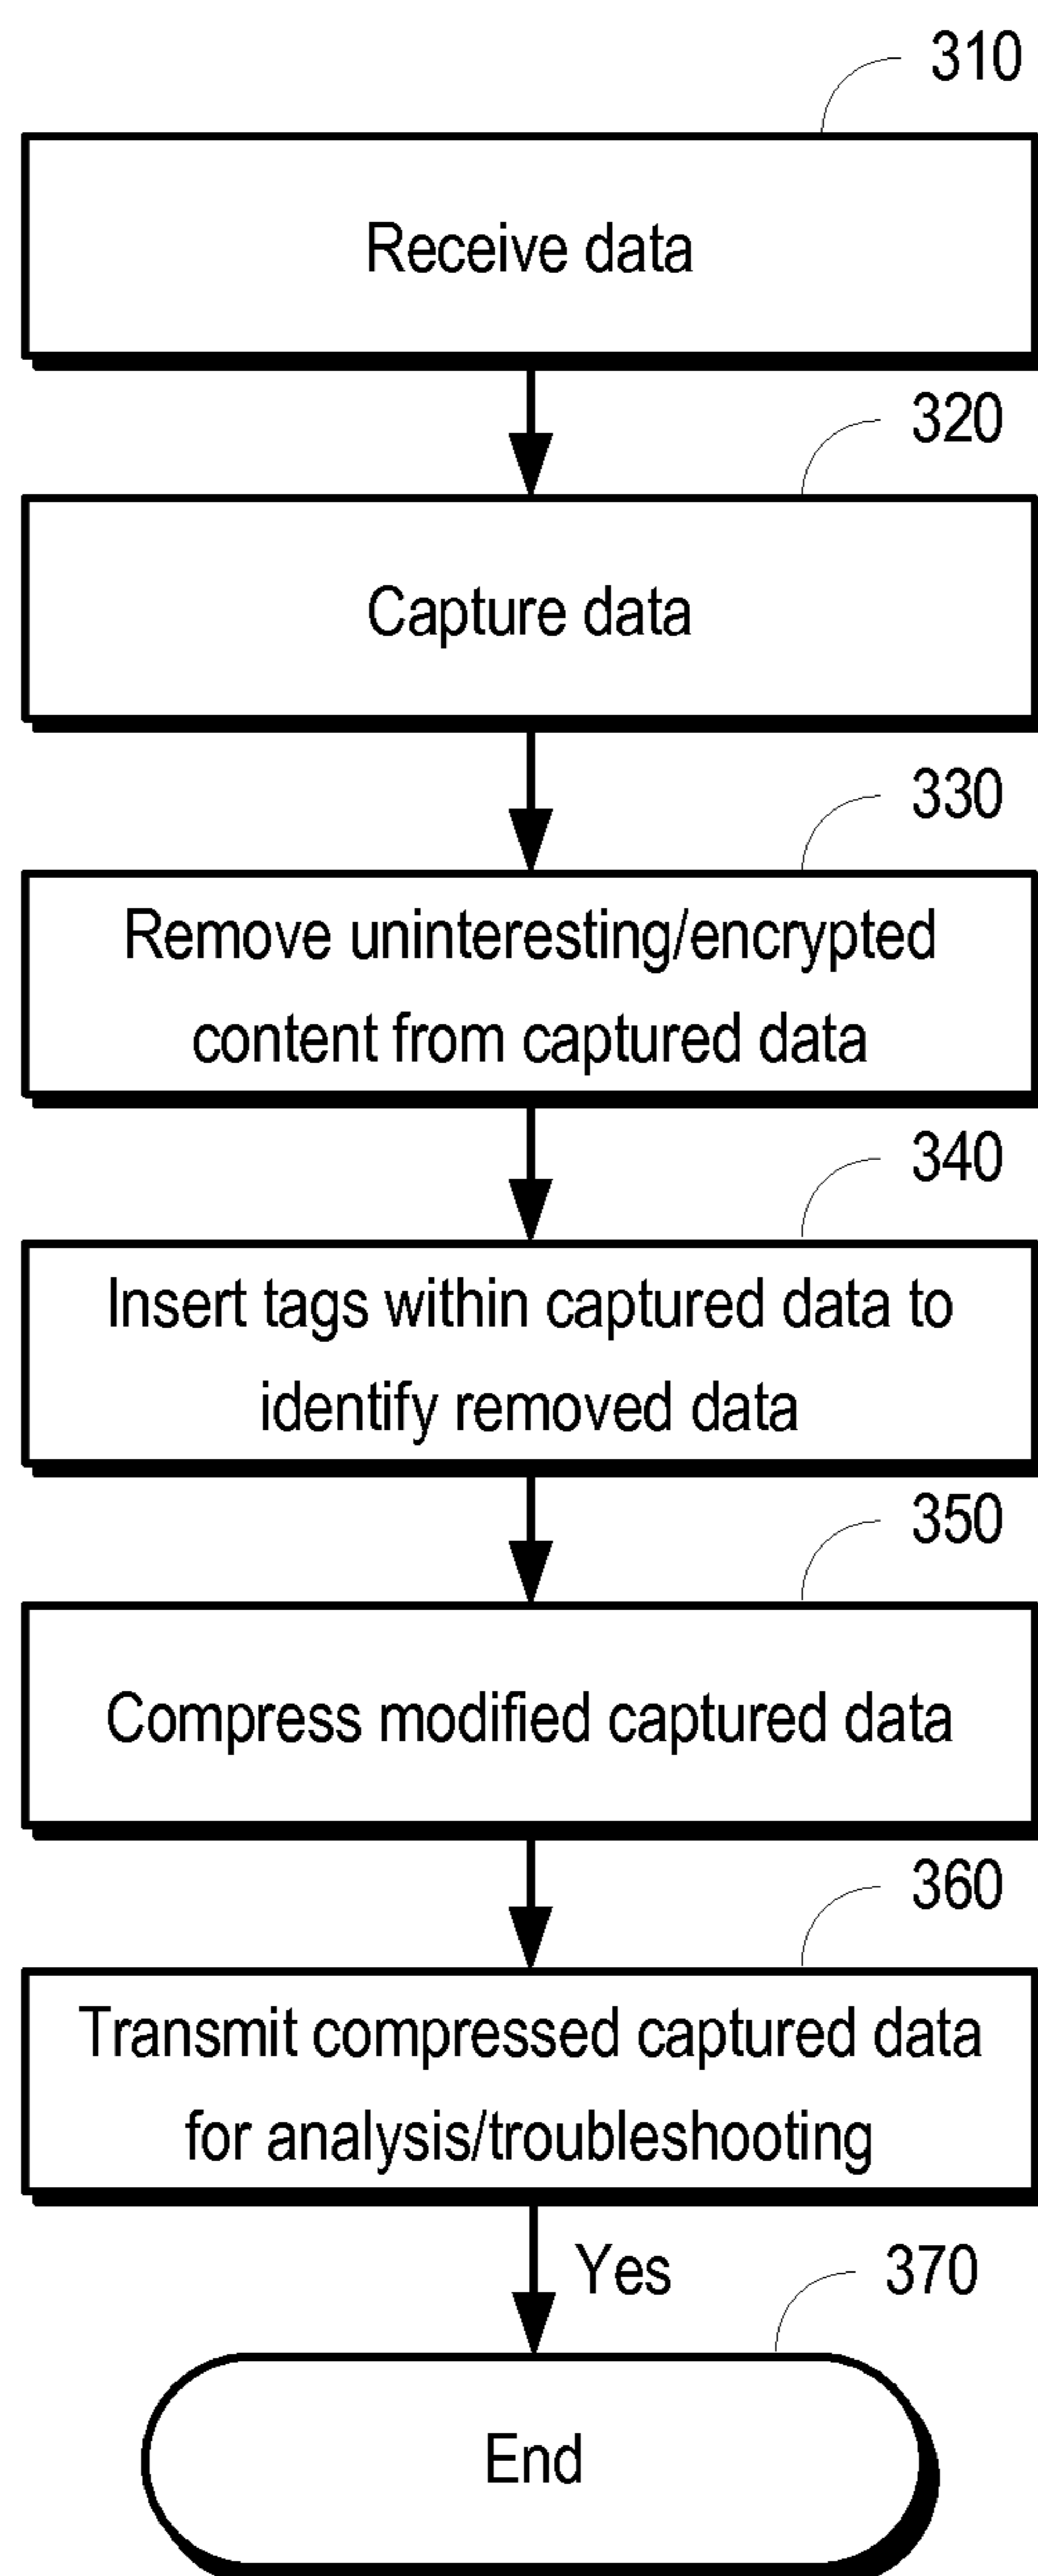 310
Receive data
320
Capture data
330
Remove uninteresting/encrypted
content from captured data
340
Insert tags within captured data to
identify removed data
350
Compress modified captured data
360
Transmit compressed captured data
for analysis/troubleshooting
Yes
370
End